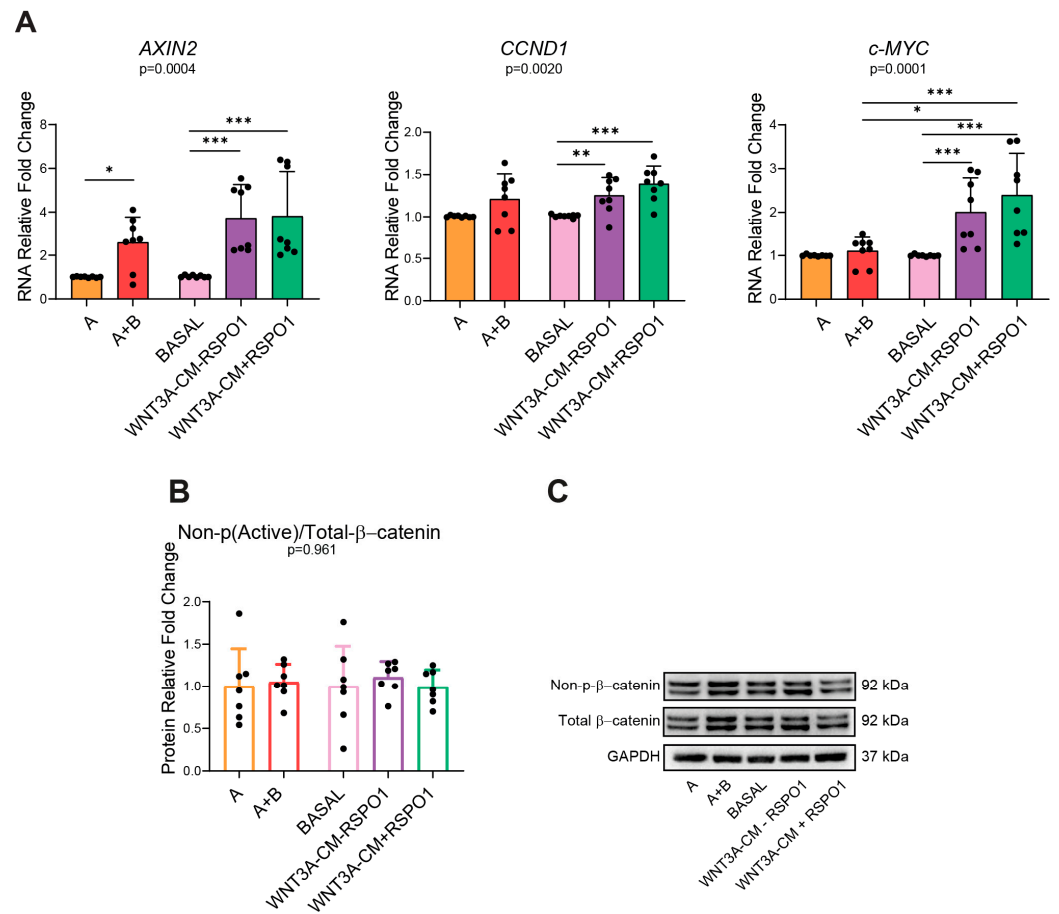 A
AXIN2
p=0.0004
RNA Relative Fold Change
8
6
4
2
0
*
***
***
A
A+B
BASAL
WNT3A-CM-RSPO1
WNT3A-CM+RSPO1
CCND1
p=0.0020
RNA Relative Fold Change
2.0
1.5
1.0
0.5
0.0
***
**
A
A+B
BASAL
WNT3A-CM-RSPO1
WNT3A-CM+RSPO1
c-MYC
p=0.0001
RNA Relative Fold Change
4
3
2
1
0
***
*
***
***
A
A+B
BASAL
WNT3A-CM-RSPO1
WNT3A-CM+RSPO1
B
Non-p(Active)/Total-β–catenin
p=0.961
Protein Relative Fold Change
2.0
1.5
1.0
0.5
0.0
A
A+B
BASAL
WNT3A-CM-RSPO1
WNT3A-CM+RSPO1
C
Non-p-β–catenin 92 kDa
Total β–catenin 92 kDa
GAPDH 37 kDa
A
A+B
BASAL
WNT3A-CM - RSPO1
WNT3A-CM + RSPO1